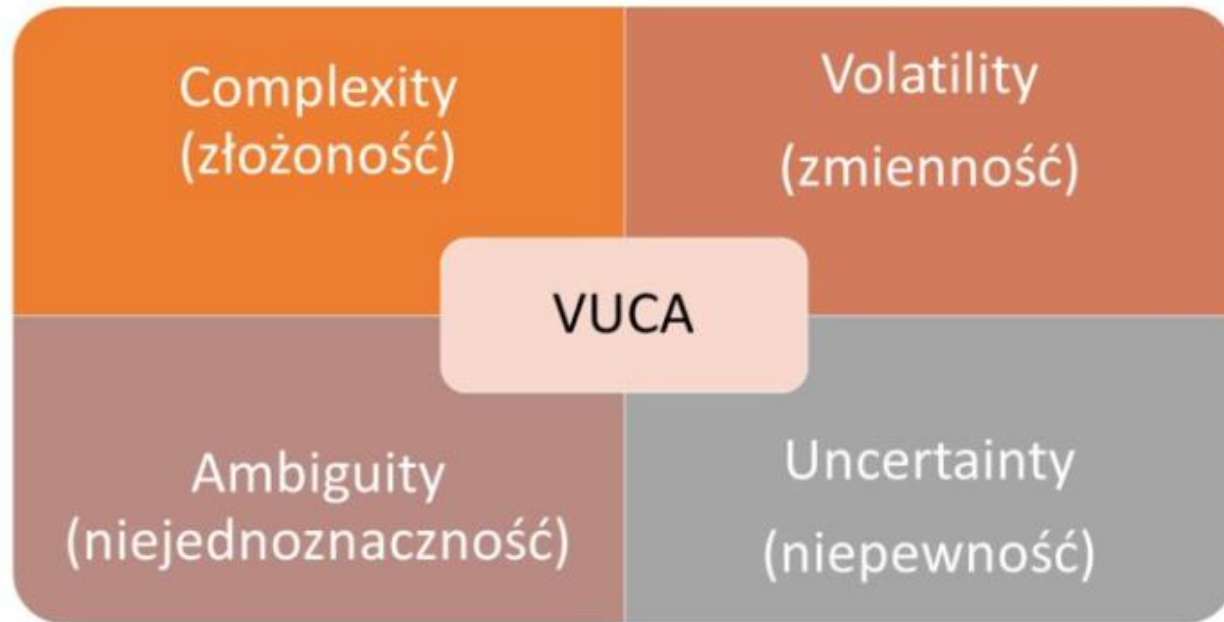 Complexity
(złożoność)
Volatility
(zmienność)
VUCA
Ambiguity
(niejednoznaczność)
Uncertainty
(niepewność)